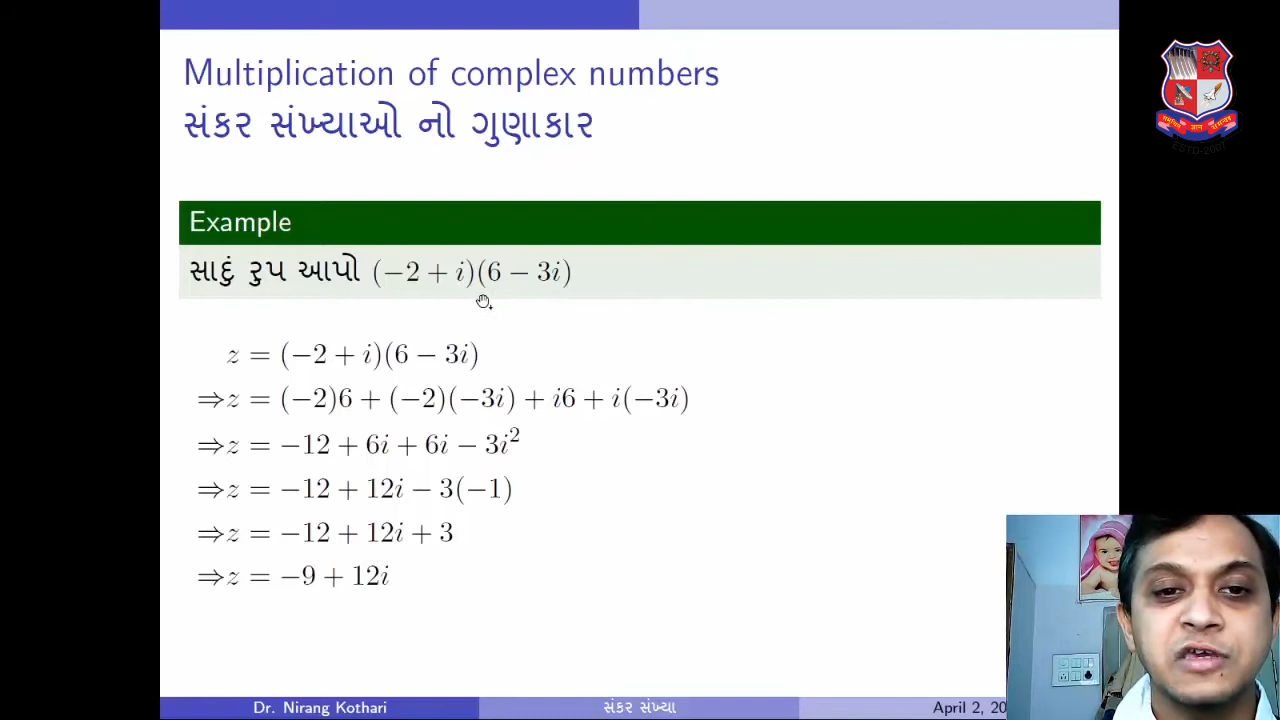 Multiplication of complex numbers
સંકર સંખ્યાઓ નો ગુણાકાર
Example
સાદું રુપ આપો (−2 + i)(6 − 3i)
z = (−2 + i)(6 − 3i)
⇒z = (−2)6 + (−2)(−3i) + i6 + i(−3i)
⇒z = −12 + 6i + 6i − 3i²
⇒z = −12 + 12i − 3(−1)
⇒z = −12 + 12i + 3
⇒z = −9 + 12i
Dr. Nirang Kothari
સંકર સંખ્યા
April 2, 20
ESTD-2007